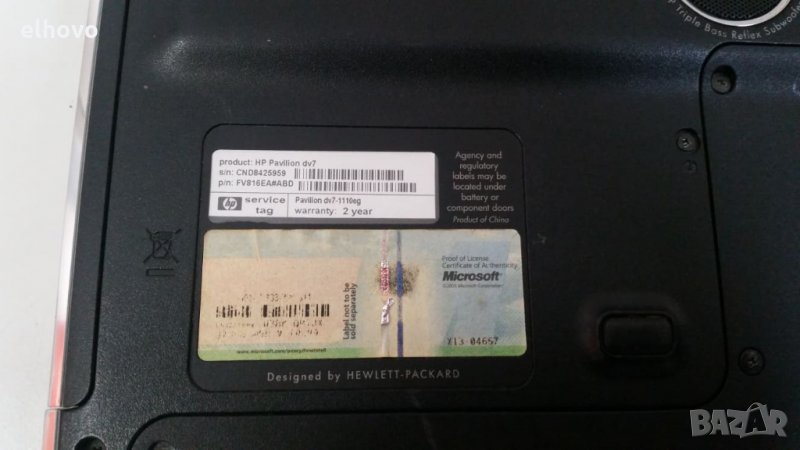 elhovo
Triple Bass Reflex Subwoofer
product: HP Pavilion dv7
s/n: CND8425959
p/n: FV816EA#ABD
hp service tag
Pavilion dv7-1110eg
warranty: 2 year
Agency and
regulatory
labels may be
located under
battery or
component doors
Product of China
Proof of License
Certificate of Authenticity
Microsoft
Label not to be
sold separately
X13-04657
Designed by HEWLETT-PACKARD
BAZAR